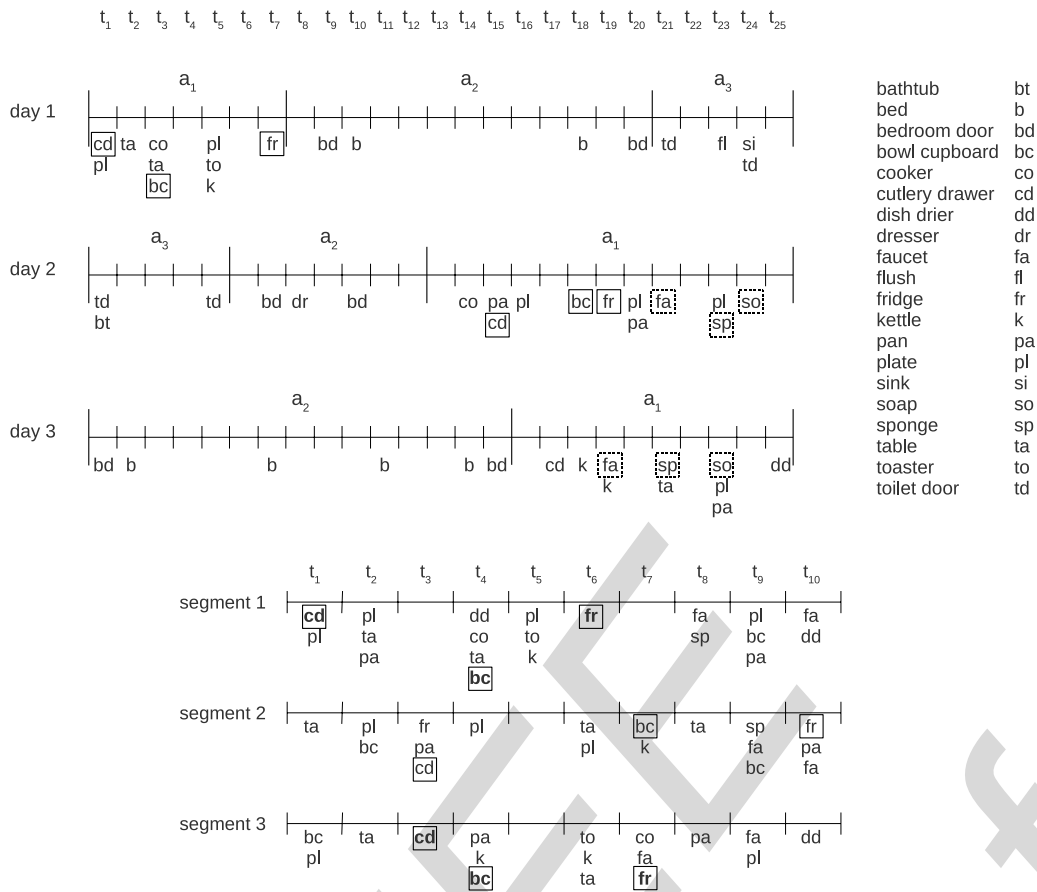 t1 t2 t3 t4 t5 t6 t7 t8 t9 t10 t11 t12 t13 t14 t15 t16 t17 t18 t19 t20 t21 t22 t23 t24 t25
a1 a2 a3
day 1
cd ta co pl fr bd b b bd td fl si
pl ta to td
bc k
a3 a2 a1
day 2
td td bd dr bd co pa pl bc fr pl fa pl so
bt cd pa sp
a2 a1
day 3
bd b b b b bd cd k fa sp so dd
k ta pl
pa
bathtub bt
bed b
bedroom door bd
bowl cupboard bc
cooker co
cutlery drawer cd
dish drier dd
dresser dr
faucet fa
flush fl
fridge fr
kettle k
pan pa
plate pl
sink si
soap so
sponge sp
table ta
toaster to
toilet door td
t1 t2 t3 t4 t5 t6 t7 t8 t9 t10
segment 1
cd pl dd pl fr fa pl fa
pl ta co to sp bc dd
pa ta k pa
bc
segment 2
ta pl fr pl ta bc ta sp fr
bc pa pl k fa pa
cd bc fa
segment 3
bc ta cd pa to co pa fa dd
pl k k fa pl
bc ta fr